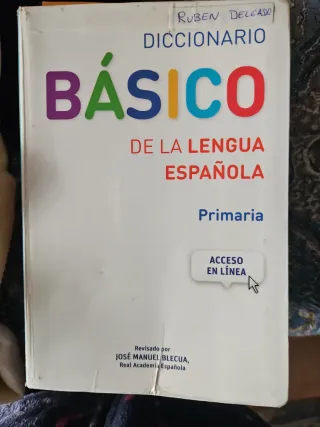 RUBEN DELGADO
DICCIONARIO
BÁSICO
DE LA LENGUA
ESPAÑOLA
Primaria
ACCESO
EN LÍNEA
Revisado por
JOSÉ MANUEL BLECUA,
Real Academia Española